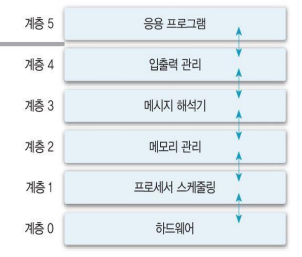 계층 5 응용 프로그램
계층 4 입출력 관리
계층 3 메시지 해석기
계층 2 메모리 관리
계층 1 프로세서 스케줄링
계층 0 하드웨어